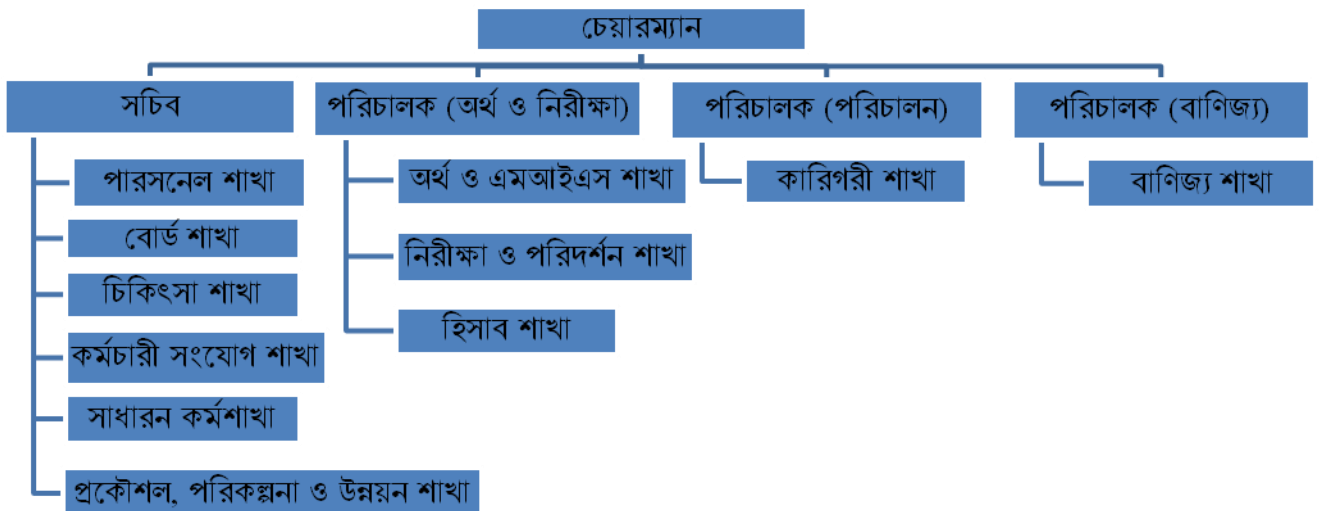 চেয়ারম্যান
সচিব
পরিচালক (অর্থ ও নিরীক্ষা)
পরিচালক (পরিচালন)
পরিচালক (বাণিজ্য)
পারসনেল শাখা
বোর্ড শাখা
চিকিৎসা শাখা
কর্মচারী সংযোগ শাখা
সাধারন কর্মশাখা
প্রকৌশল, পরিকল্পনা ও উন্নয়ন শাখা
অর্থ ও এমআইএস শাখা
নিরীক্ষা ও পরিদর্শন শাখা
হিসাব শাখা
কারিগরী শাখা
বাণিজ্য শাখা